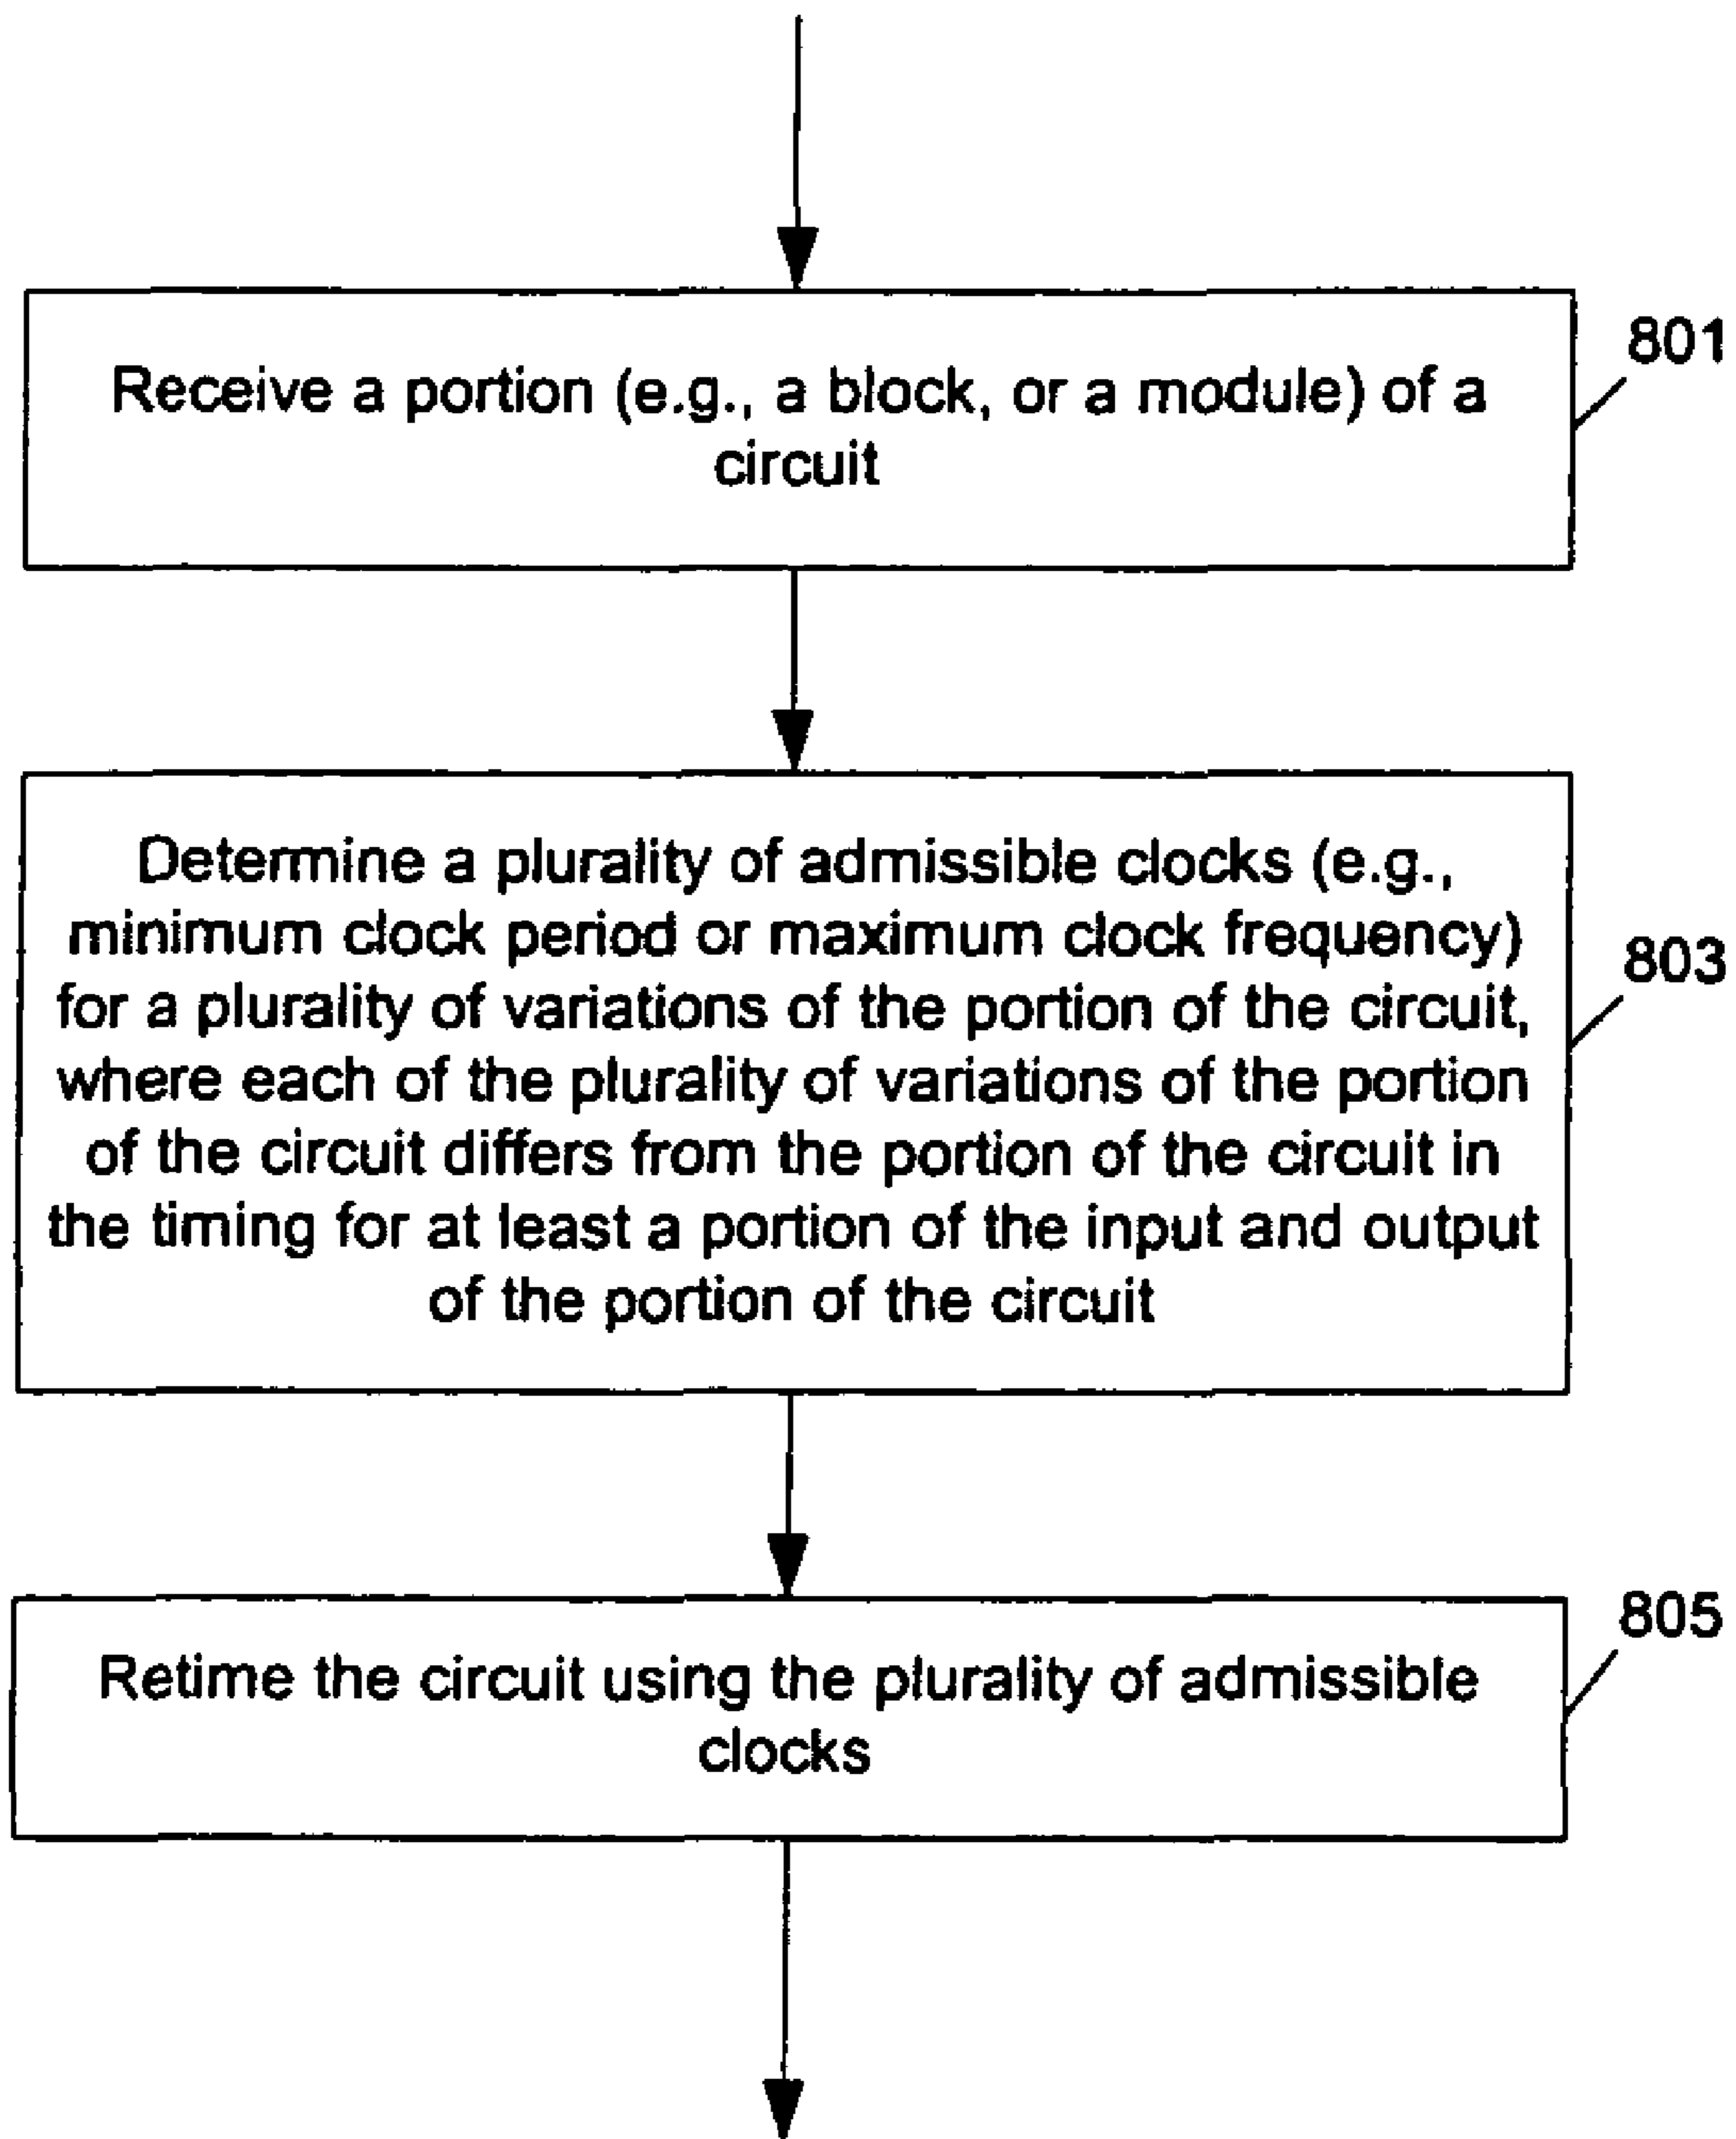 Receive a portion (e.g., a block, or a module) of a
circuit
801
Determine a plurality of admissible clocks (e.g.,
minimum clock period or maximum clock frequency)
for a plurality of variations of the portion of the circuit,
where each of the plurality of variations of the portion
of the circuit differs from the portion of the circuit in
the timing for at least a portion of the input and output
of the portion of the circuit
803
Retime the circuit using the plurality of admissible
clocks
805